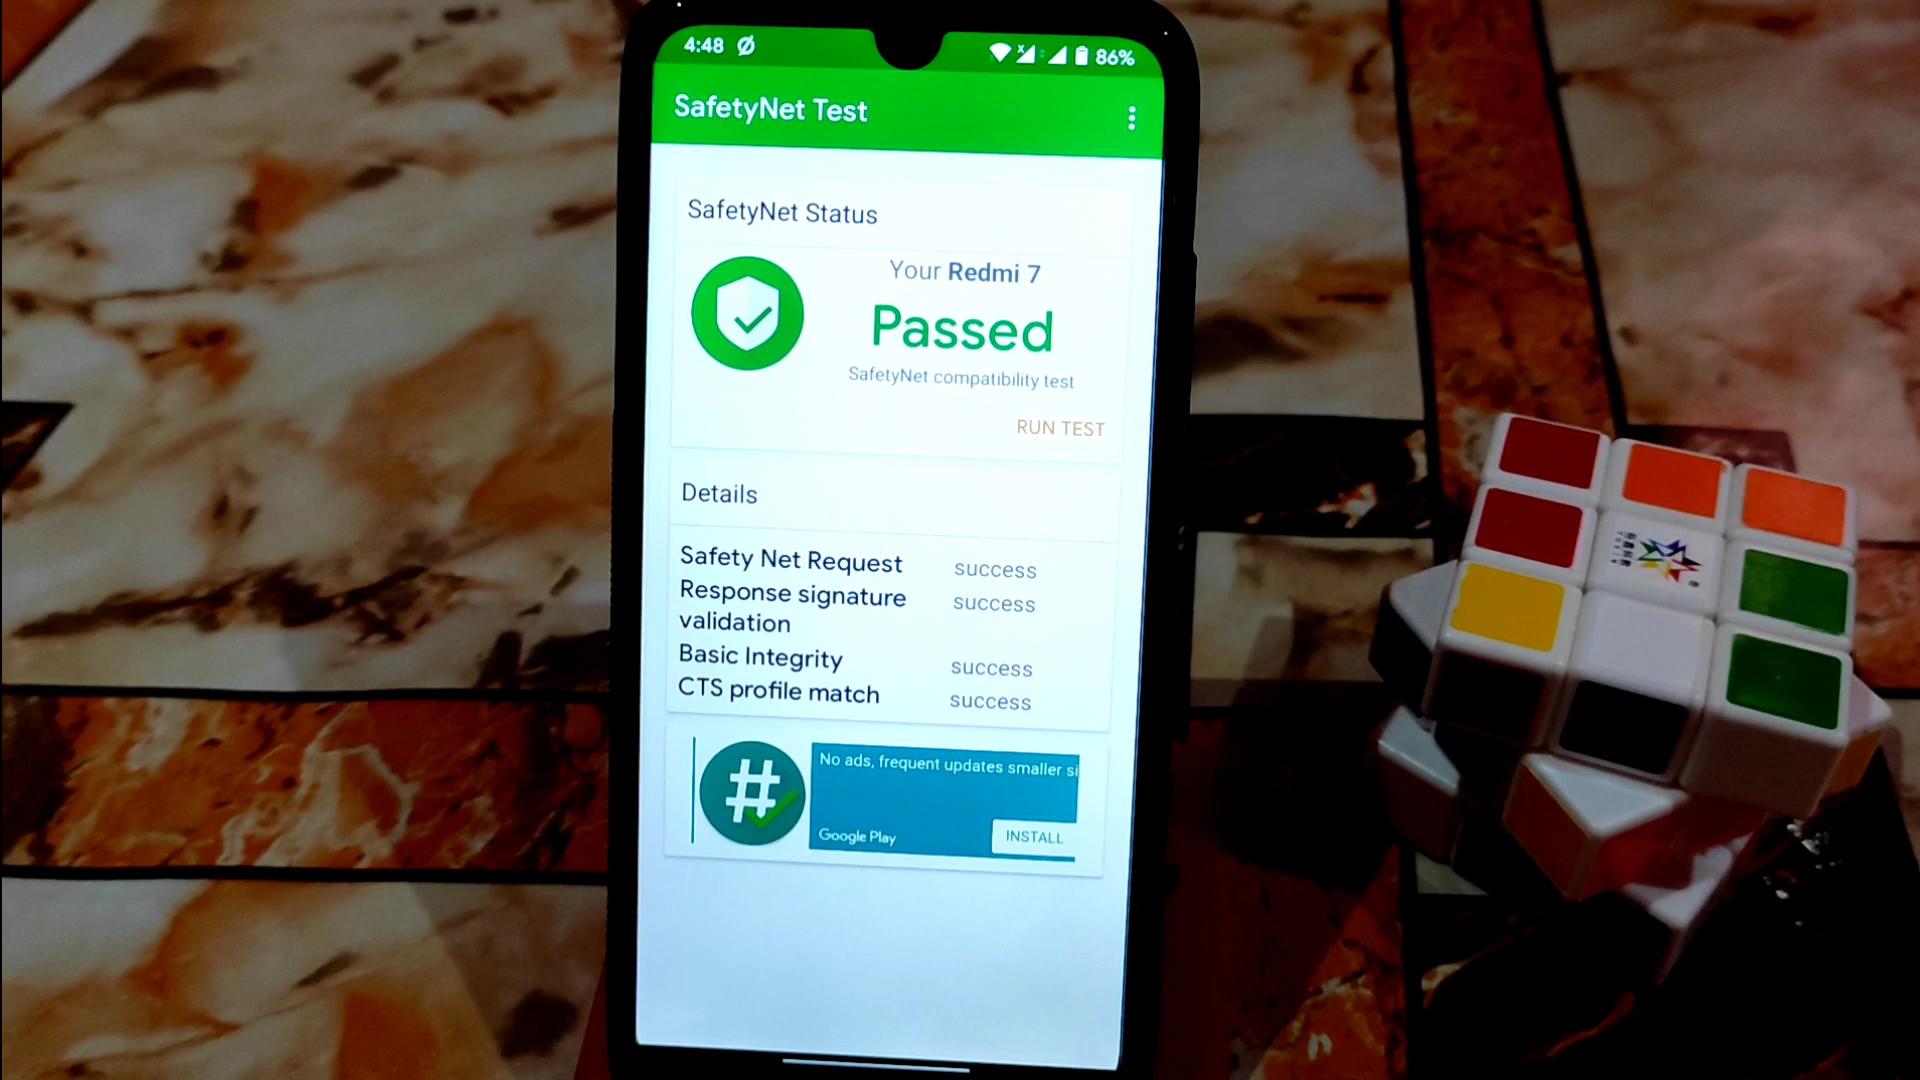 4:48
86%
SafetyNet Test
SafetyNet Status
Your Redmi 7
Passed
SafetyNet compatibility test
RUN TEST
Details
Safety Net Request success
Response signature validation success
Basic Integrity success
CTS profile match success
No ads, frequent updates smaller si
Google Play
INSTALL